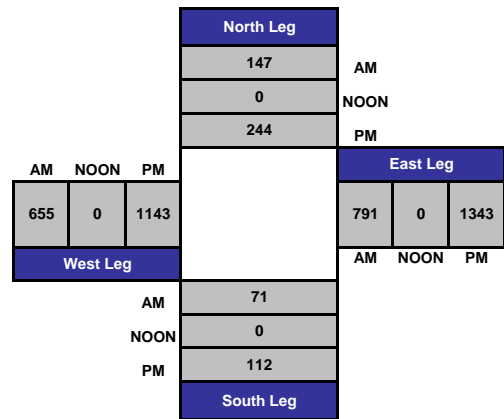 North Leg
147 AM
0 NOON
244 PM
AM NOON PM
East Leg
655 0 1143
791 0 1343
West Leg
AM NOON PM
AM 71
NOON 0
PM 112
South Leg